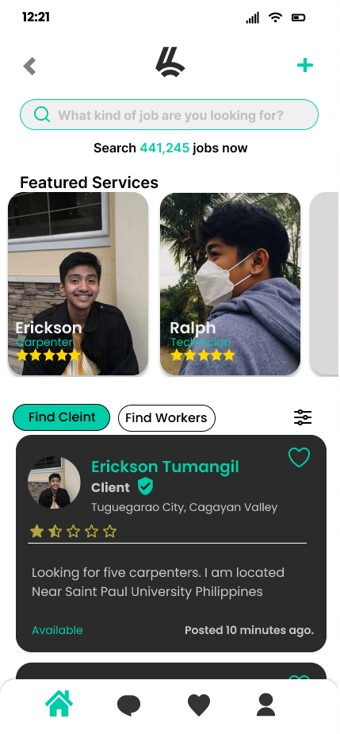 12:21
What kind of job are you looking for?
Search 441,245 jobs now
Featured Services
Erickson
Carpenter
Ralph
Technician
Find Cleint
Find Workers
Erickson Tumangil
Client
Tuguegarao City, Cagayan Valley
Looking for five carpenters. I am located
Near Saint Paul University Philippines
Available
Posted 10 minutes ago.